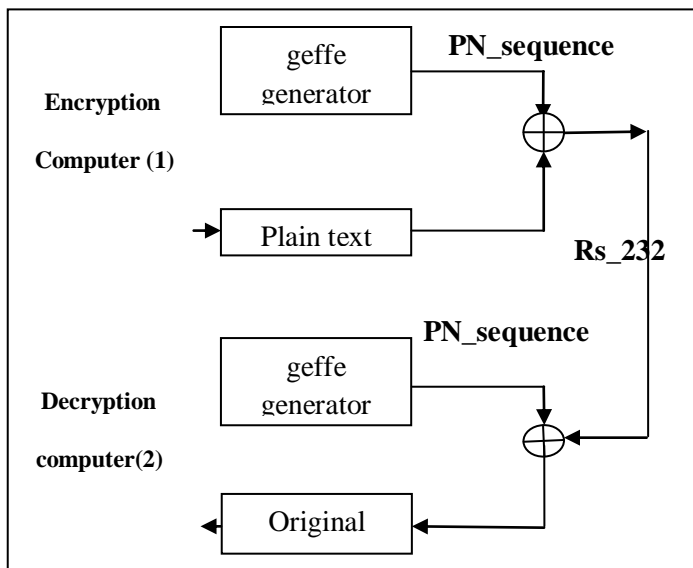 geffe
generator
PN_sequence
Encryption
Computer (1)
Plain text
Rs_232
PN_sequence
geffe
generator
Decryption
computer(2)
Original